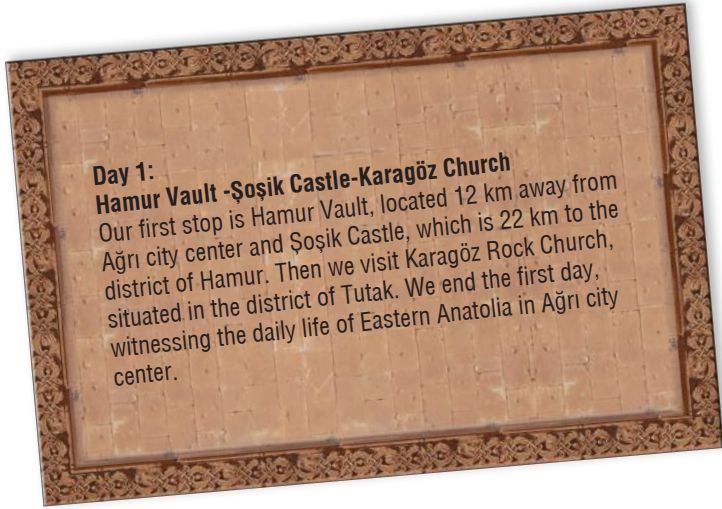 Day 1:
Hamur Vault -Şoşik Castle-Karagöz Church
Our first stop is Hamur Vault, located 12 km away from
Ağrı city center and Şoşik Castle, which is 22 km to the
district of Hamur. Then we visit Karagöz Rock Church,
situated in the district of Tutak. We end the first day,
witnessing the daily life of Eastern Anatolia in Ağrı city
center.